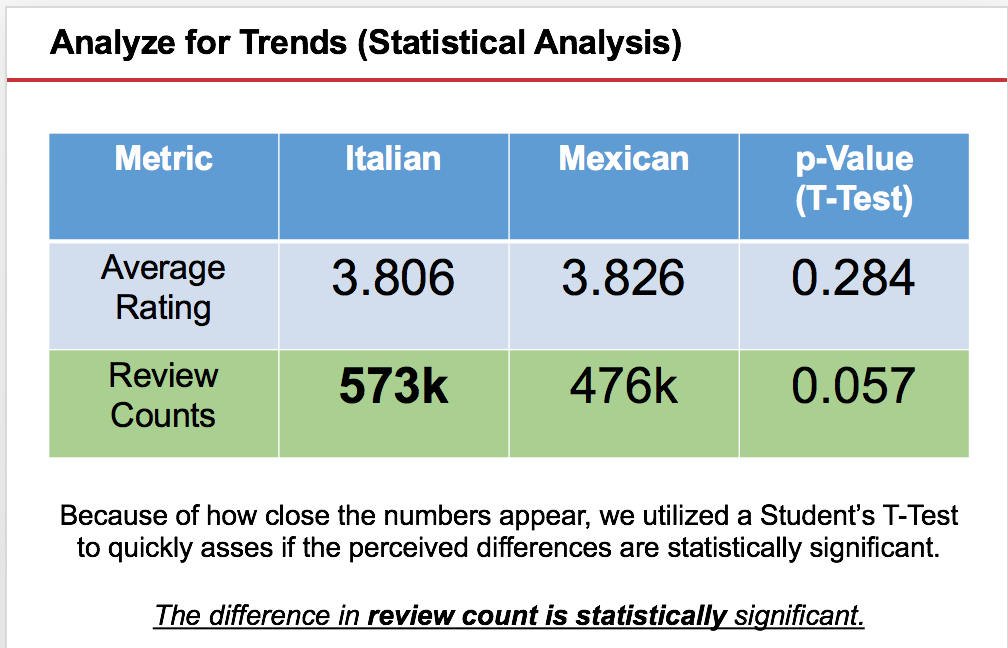 Analyze for Trends (Statistical Analysis)
Metric Italian Mexican p-Value
(T-Test)
Average
Rating 3.806 3.826 0.284
Review
Counts 573k 476k 0.057
Because of how close the numbers appear, we utilized a Student’s T-Test
to quickly asses if the perceived differences are statistically significant.
The difference in review count is statistically significant.